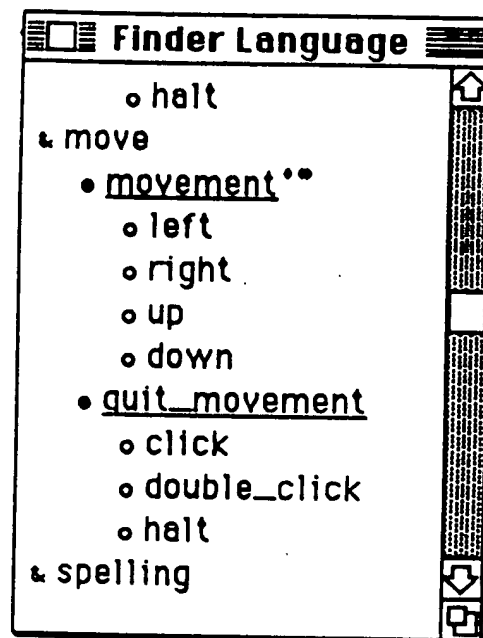 Finder Language
○ halt
& move
● movement'"
○ left
○ right
○ up
○ down
● quit_movement
○ click
○ double_click
○ halt
& spelling